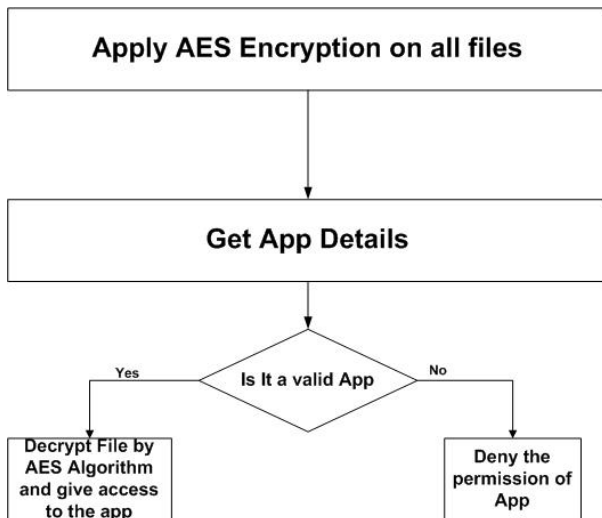 Apply AES Encryption on all files
Get App Details
Is It a valid App
Yes
No
Decrypt File by
AES Algorithm
and give access
to the app
Deny the
permission of
App